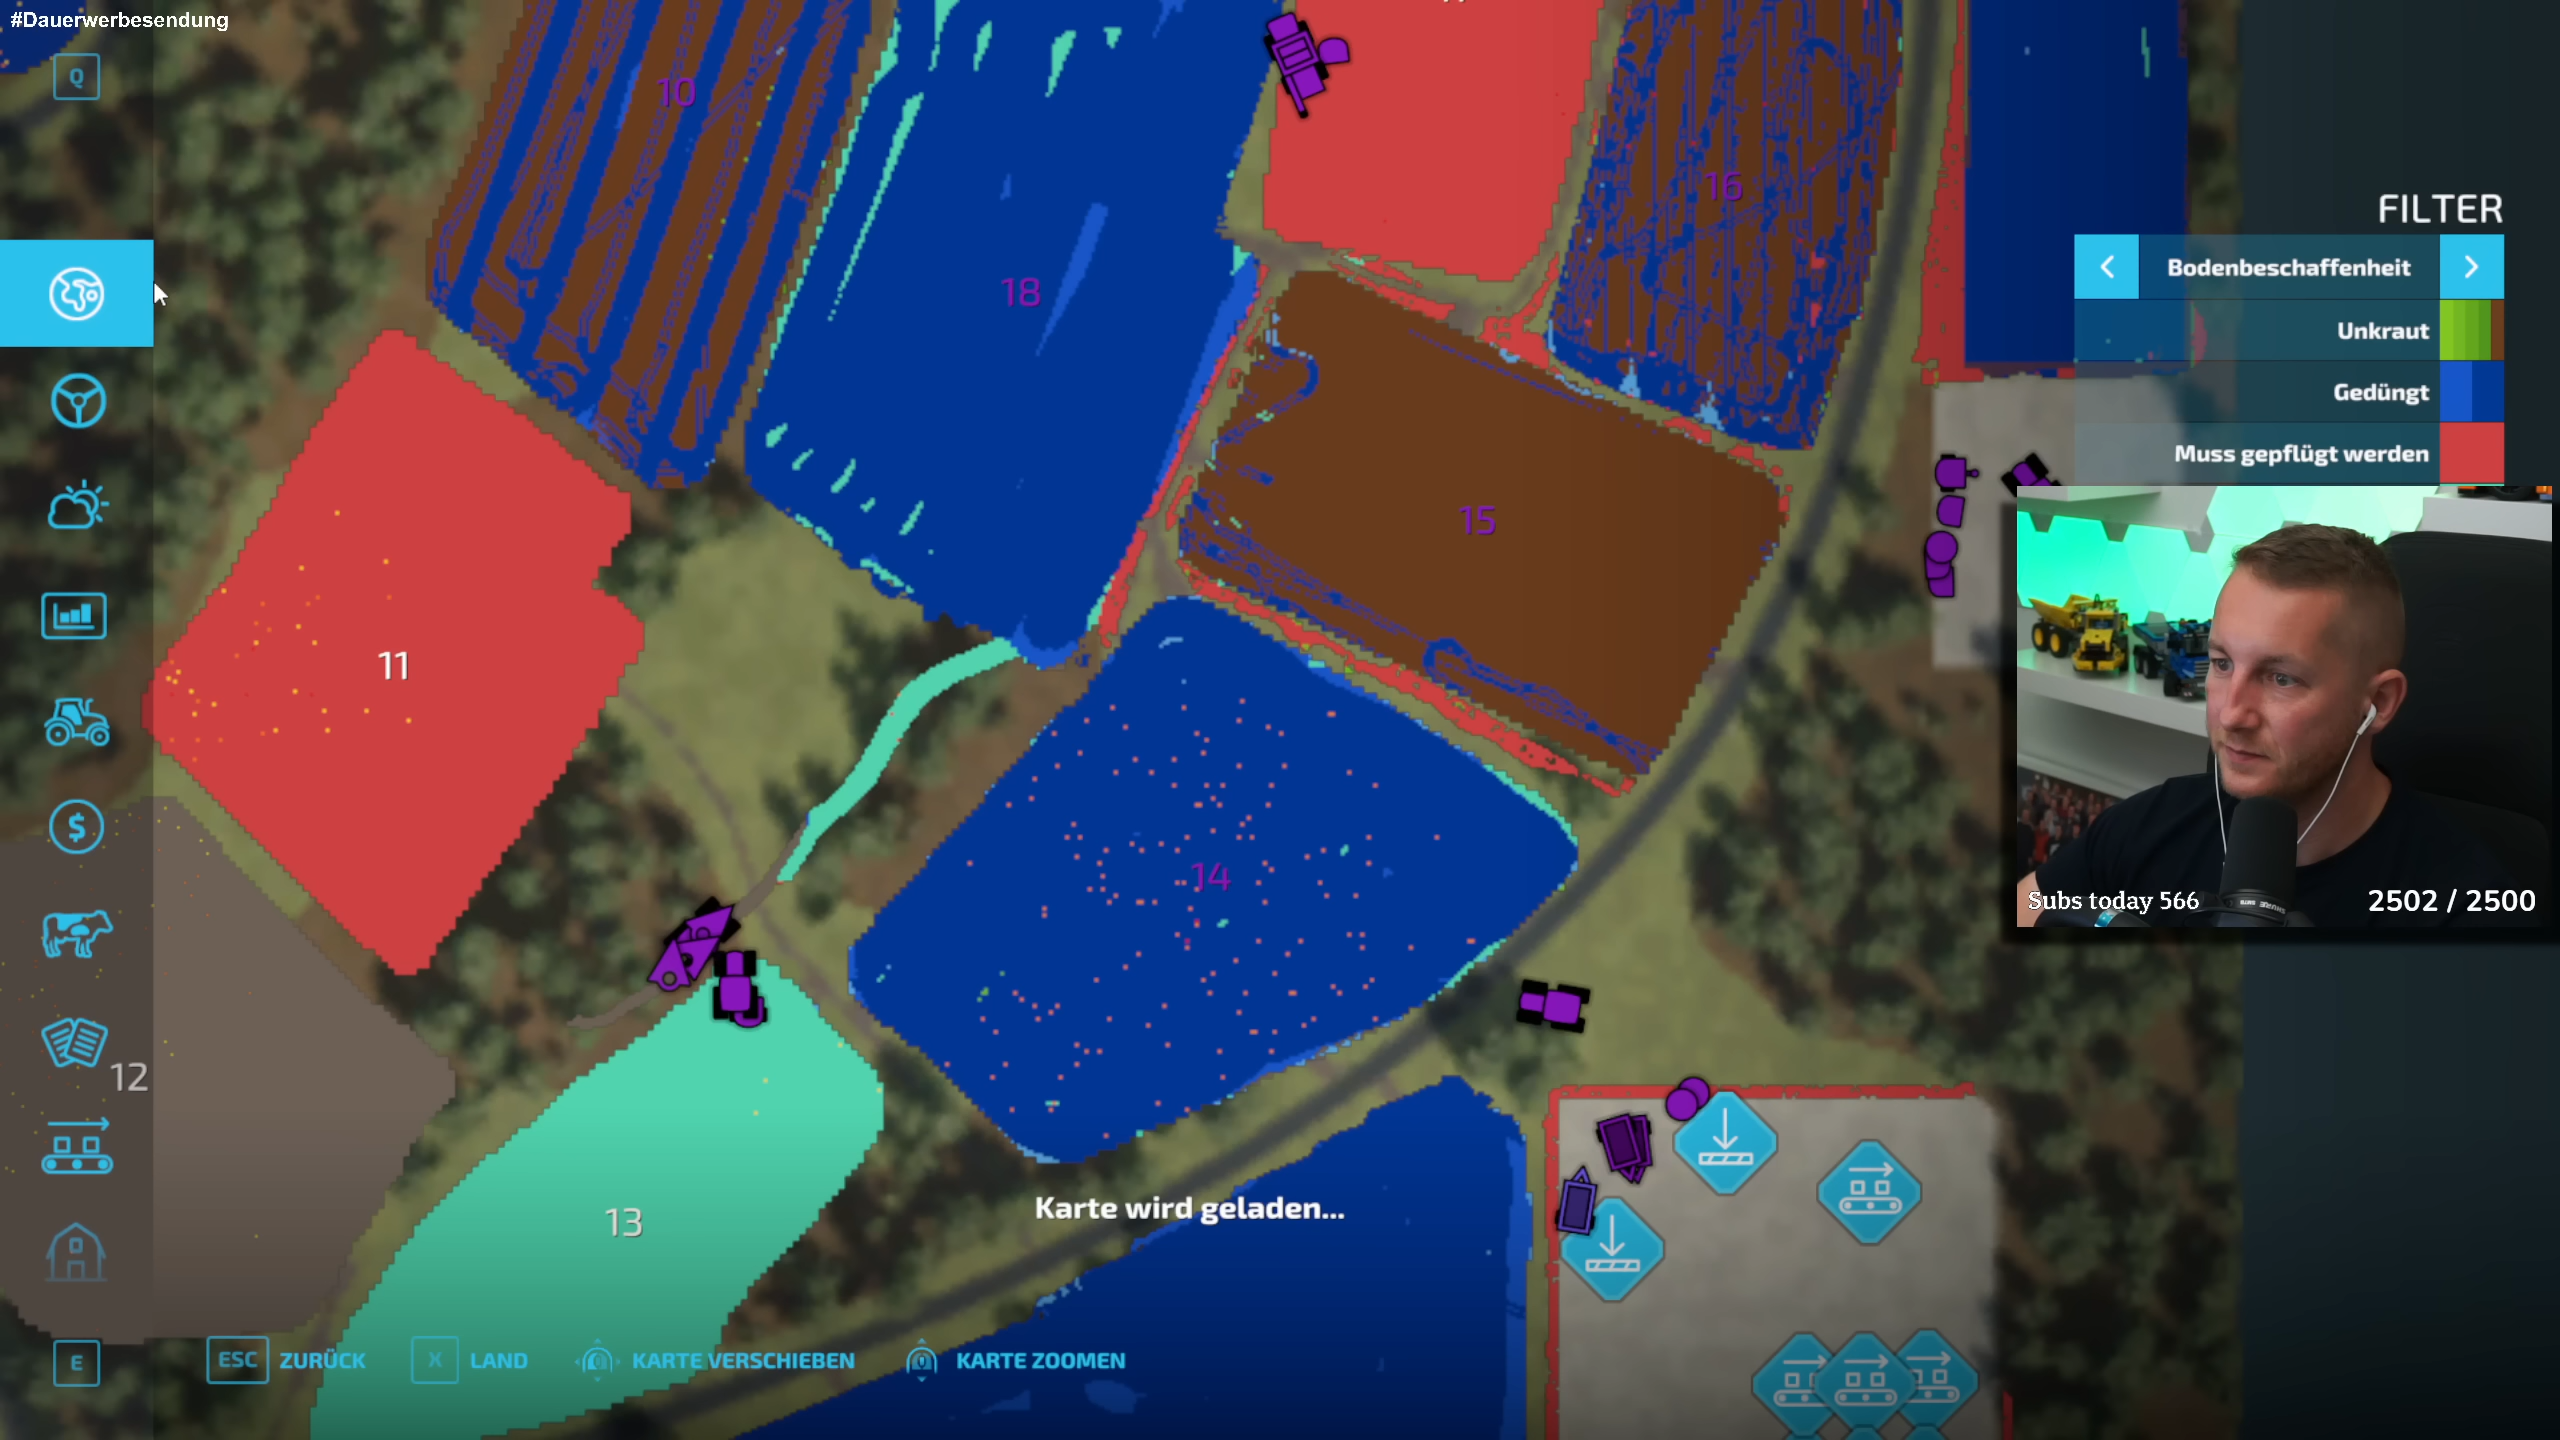 #Dauerwerbesendung
Q
10
18
16
FILTER
Bodenbeschaffenheit
Unkraut
Gedüngt
Muss gepflügt werden
15
11
14
12
13
Subs today 566
2502 / 2500
Karte wird geladen...
E
ESC ZURÜCK
X LAND
KARTE VERSCHIEBEN
KARTE ZOOMEN